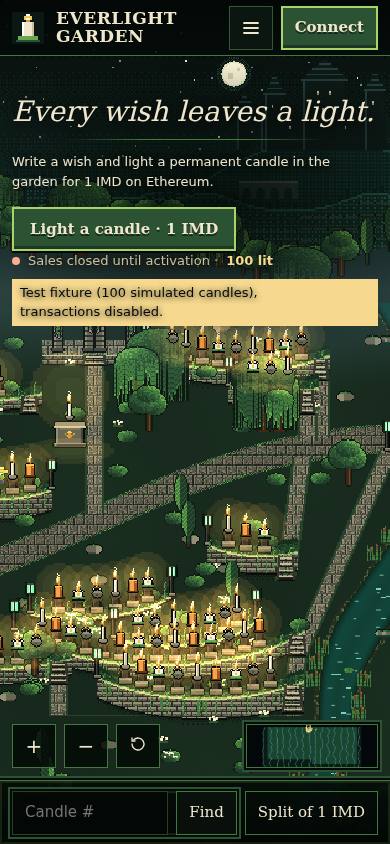 EVERLIGHT
GARDEN
Connect
Every wish leaves a light.
Write a wish and light a permanent candle in the
garden for 1 IMD on Ethereum.
Light a candle · 1 IMD
Sales closed until activation · 100 lit
Test fixture (100 simulated candles),
transactions disabled.
+
−
Candle #
Find
Split of 1 IMD